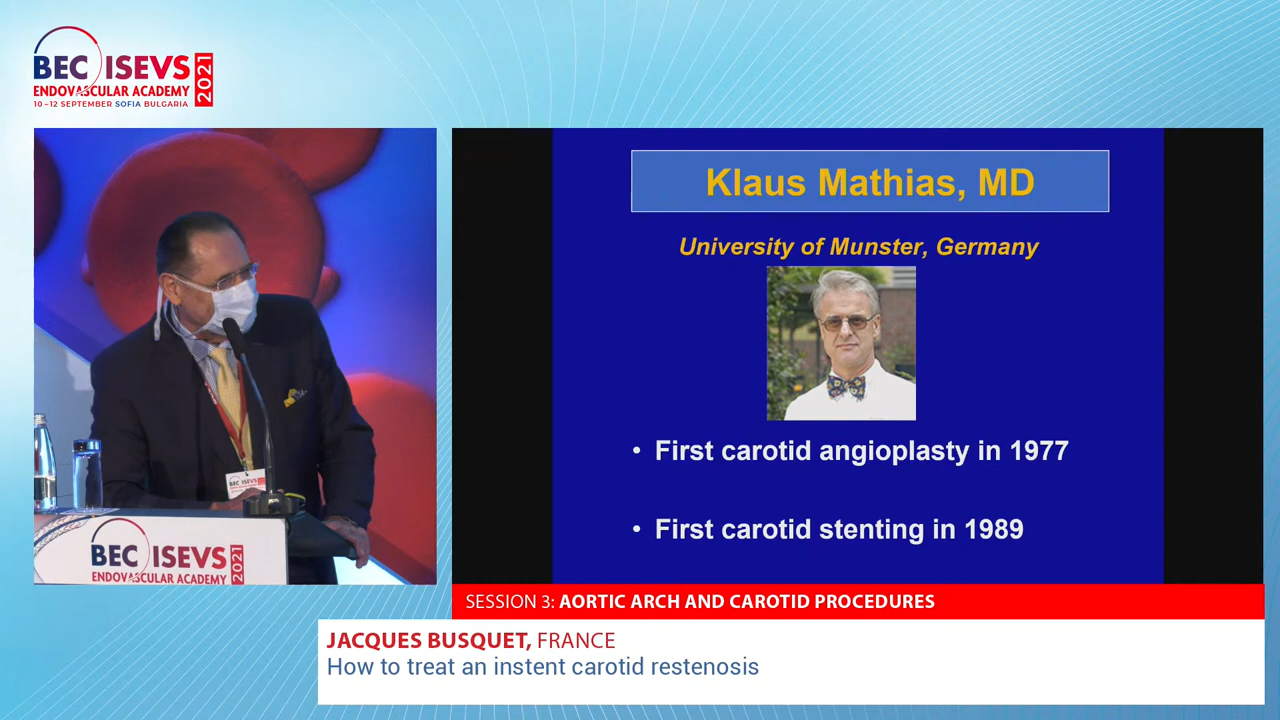 BEC ISEVS
ENDOVASCULAR ACADEMY
2021
10–12 SEPTEMBER SOFIA BULGARIA
Klaus Mathias, MD
University of Munster, Germany
• First carotid angioplasty in 1977
• First carotid stenting in 1989
BEC ISEVS
BEC ISEVS
ENDOVASCULAR ACADEMY
2021
SESSION 3: AORTIC ARCH AND CAROTID PROCEDURES
JACQUES BUSQUET, FRANCE
How to treat an instent carotid restenosis